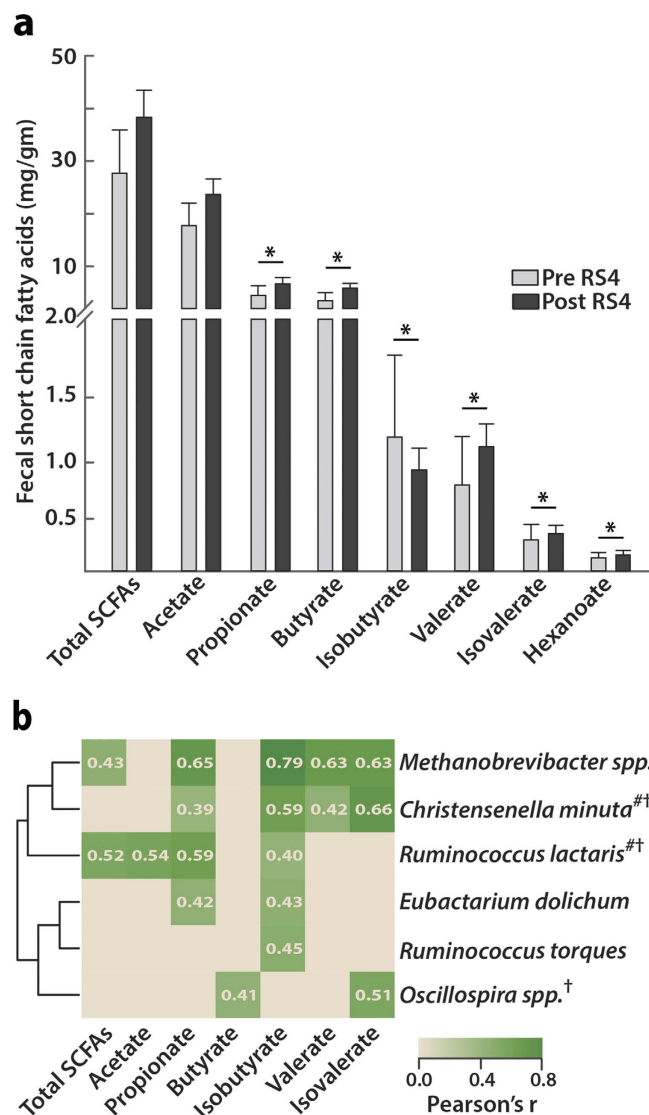 a
Fecal short chain fatty acids (mg/gm)
50
30
10
2.0
1.5
1.0
0.5
* * * * * *
Pre RS4
Post RS4
Total SCFAs Acetate Propionate Butyrate Isobutyrate Valerate Isovalerate Hexanoate
b
0.43 0.65 0.79 0.63 0.63 Methanobrevibacter spp.
0.39 0.59 0.42 0.66 Christensenella minuta#†
0.52 0.54 0.59 0.40 Ruminococcus lactaris#†
0.42 0.43 Eubactarium dolichum
0.45 Ruminococcus torques
0.41 0.51 Oscillospira spp.†
Total SCFAs Acetate Propionate Butyrate Isobutyrate Valerate Isovalerate
0.0 0.4 0.8
Pearson's r